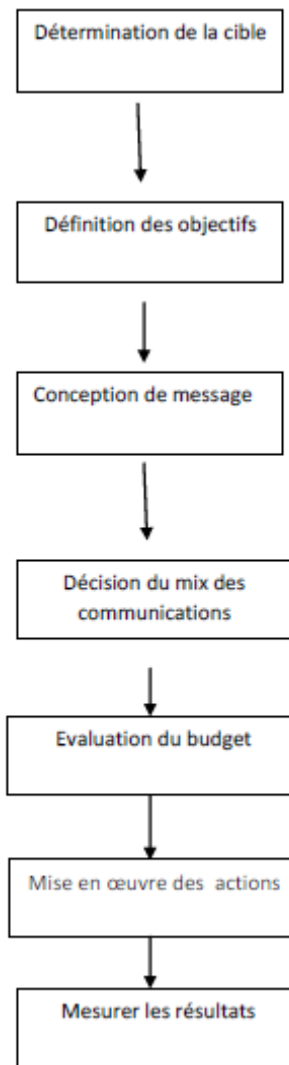 Détermination de la cible
Définition des objectifs
Conception de message
Décision du mix des
communications
Evaluation du budget
Mise en œuvre des actions
Mesurer les résultats